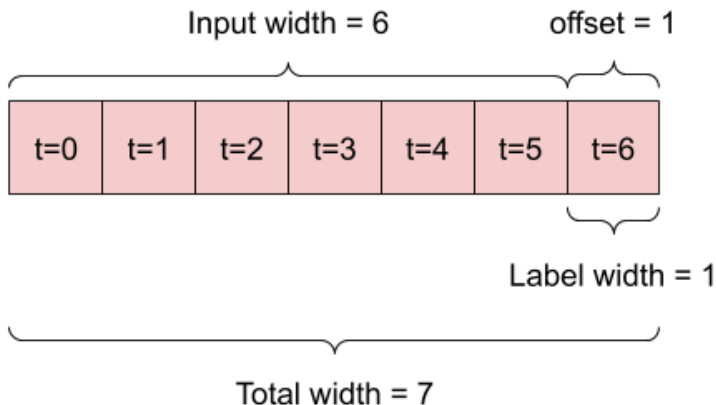 Input width = 6 offset = 1
t=0 t=1 t=2 t=3 t=4 t=5 t=6
Label width = 1
Total width = 7